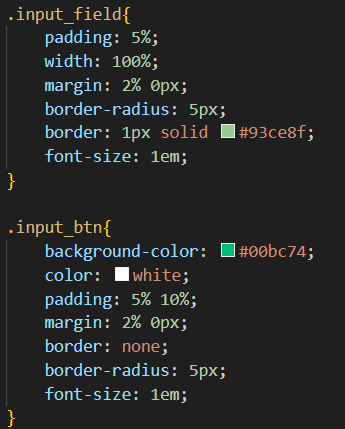 .input_field{
    padding: 5%;
    width: 100%;
    margin: 2% 0px;
    border-radius: 5px;
    border: 1px solid #93ce8f;
    font-size: 1em;
}

.input_btn{
    background-color: #00bc74;
    color: white;
    padding: 5% 10%;
    margin: 2% 0px;
    border: none;
    border-radius: 5px;
    font-size: 1em;
}